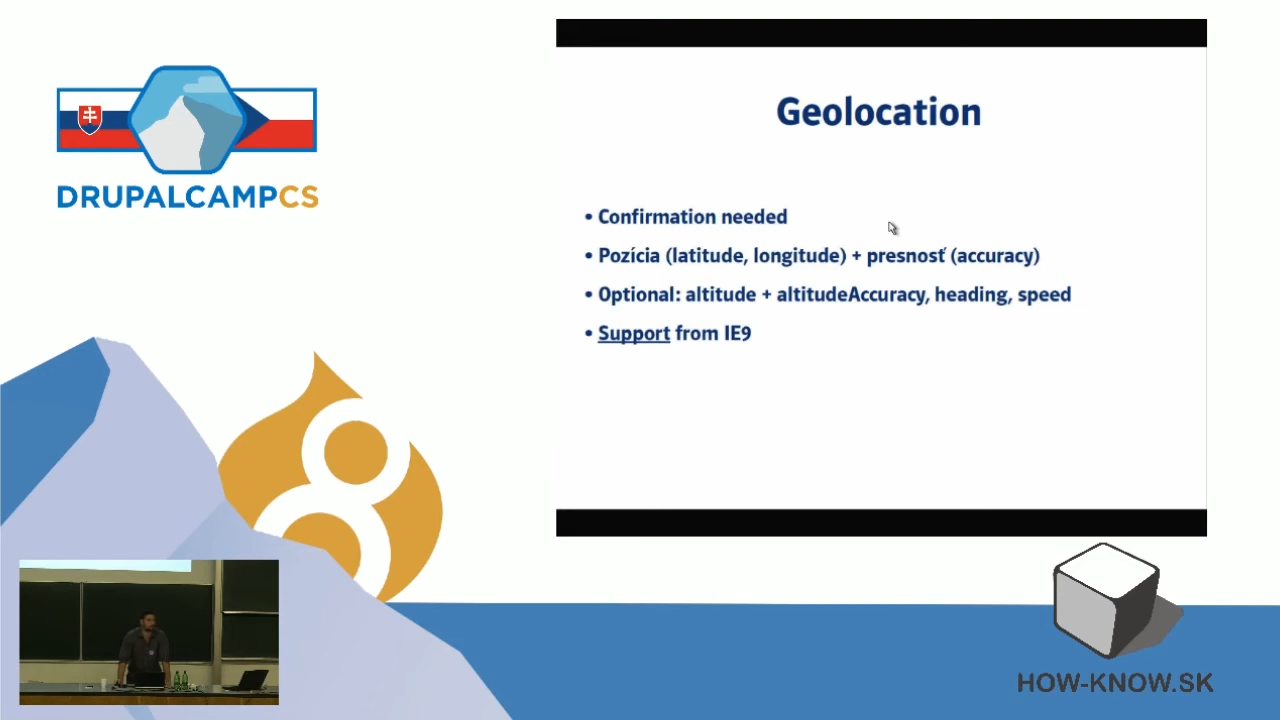 DRUPALCAMPCS
Geolocation
• Confirmation needed
• Pozícia (latitude, longitude) + presnosť (accuracy)
• Optional: altitude + altitudeAccuracy, heading, speed
• Support from IE9
HOW-KNOW.SK